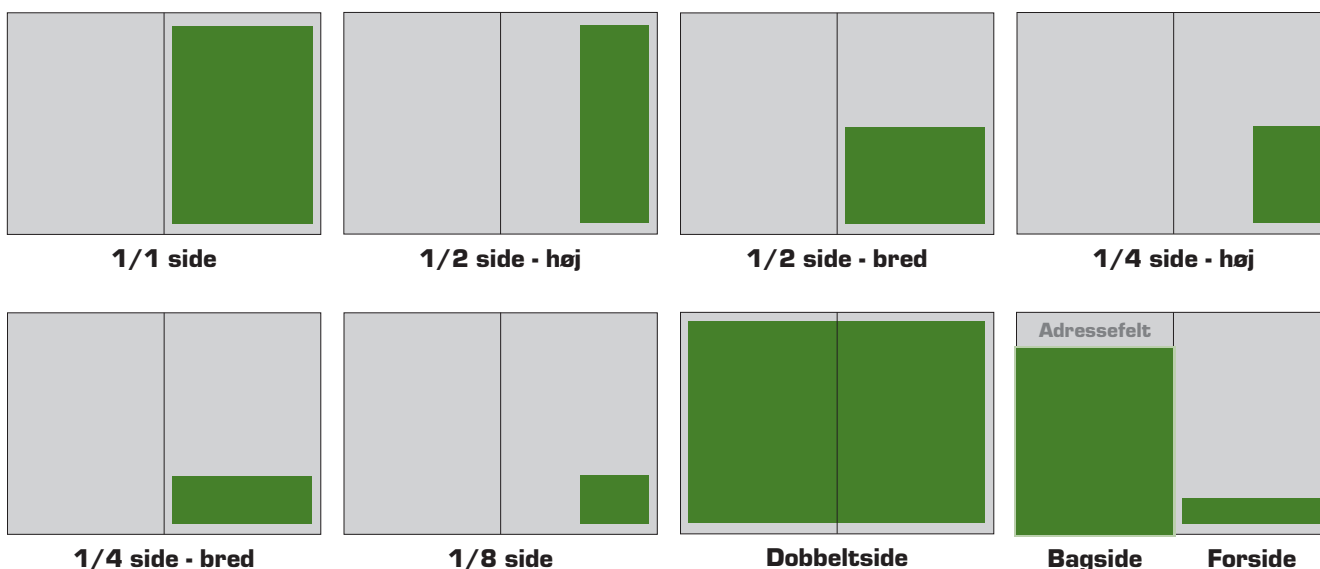 1/1 side
1/2 side - høj
1/2 side - bred
1/4 side - høj
Adressefelt
1/4 side - bred
1/8 side
Dobbeltside
Bagside
Forside